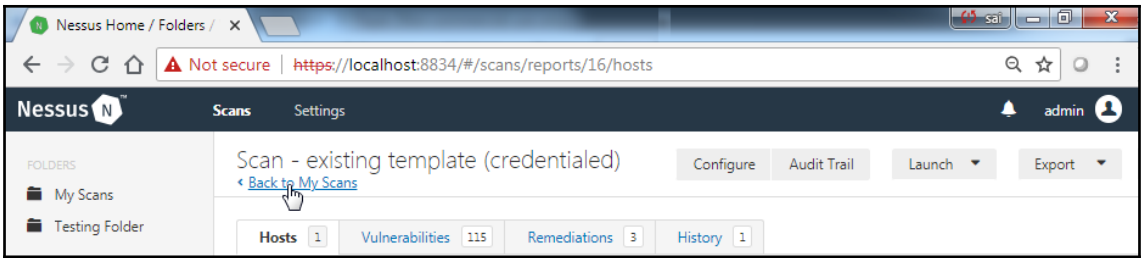 Nessus Home / Folders /
sai
Not secure | https://localhost:8834/#/scans/reports/16/hosts
Nessus N ™ Scans Settings admin
FOLDERS
My Scans
Testing Folder
Scan - existing template (credentialed) Configure Audit Trail Launch Export
Back to My Scans
Hosts 1 Vulnerabilities 115 Remediations 3 History 1